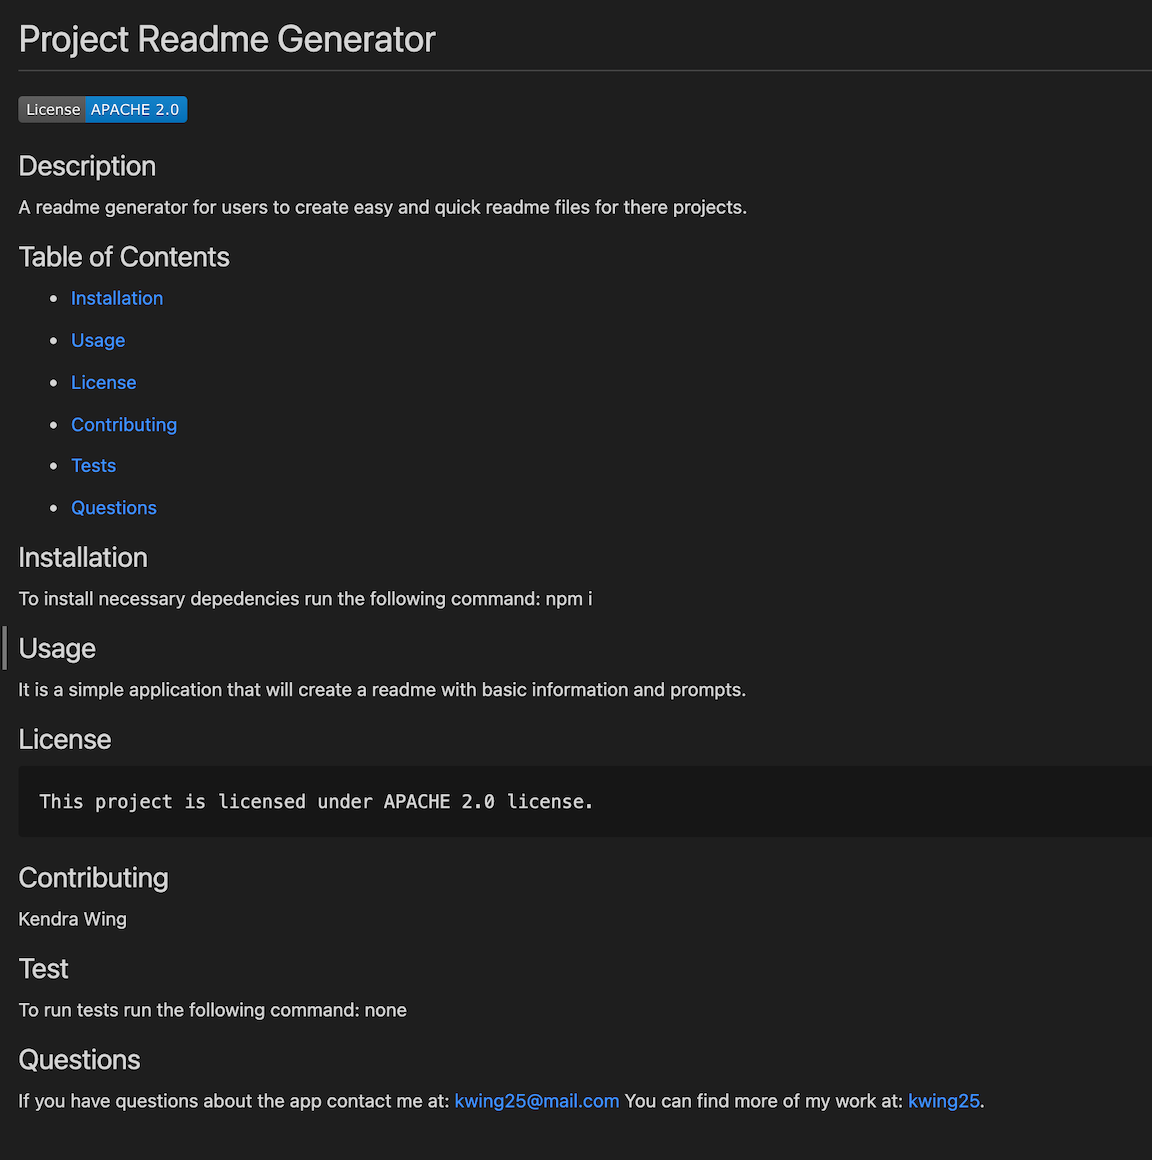 Project Readme Generator
License APACHE 2.0
Description
A readme generator for users to create easy and quick readme files for there projects.
Table of Contents
Installation
Usage
License
Contributing
Tests
Questions
Installation
To install necessary depedencies run the following command: npm i
Usage
It is a simple application that will create a readme with basic information and prompts.
License
This project is licensed under APACHE 2.0 license.
Contributing
Kendra Wing
Test
To run tests run the following command: none
Questions
If you have questions about the app contact me at: kwing25@mail.com You can find more of my work at: kwing25.